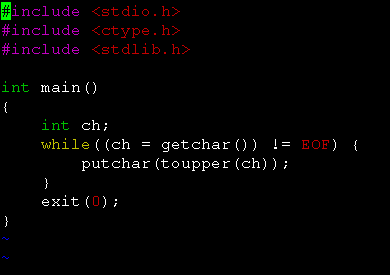 #include <stdio.h>
#include <ctype.h>
#include <stdlib.h>

int main()
{
    int ch;
    while((ch = getchar()) != EOF) {
        putchar(toupper(ch));
    }
    exit(0);
}
~
~